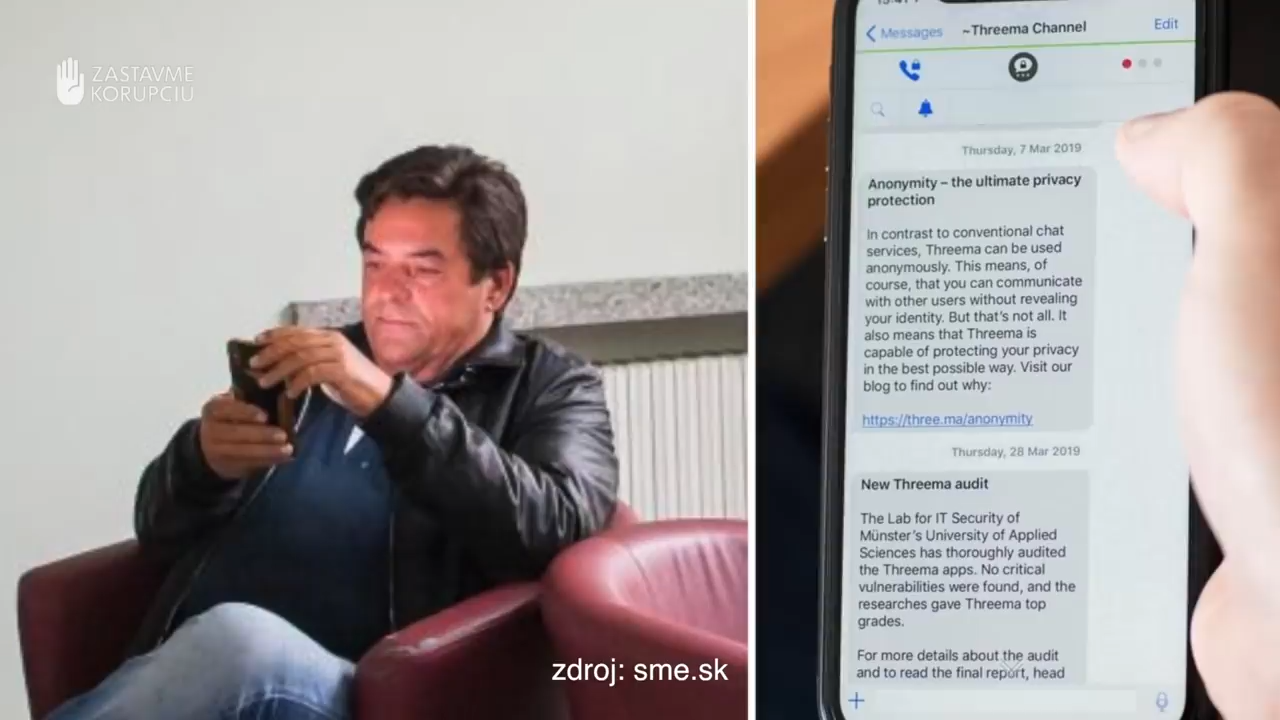 ZASTAVME
KORUPCIU
zdroj: sme.sk
Messages
~Threema Channel
Edit
Thursday, 7 Mar 2019
Anonymity – the ultimate privacy
protection
In contrast to conventional chat
services, Threema can be used
anonymously. This means, of
course, that you can communicate
with other users without revealing
your identity. But that's not all. It
also means that Threema is
capable of protecting your privacy
in the best possible way. Visit our
blog to find out why:
https://three.ma/anonymity
Thursday, 28 Mar 2019
New Threema audit
The Lab for IT Security of
Münster's University of Applied
Sciences has thoroughly audited
the Threema apps. No critical
vulnerabilities were found, and the
researches gave Threema top
grades.
For more details about the audit
and to read the final report, head